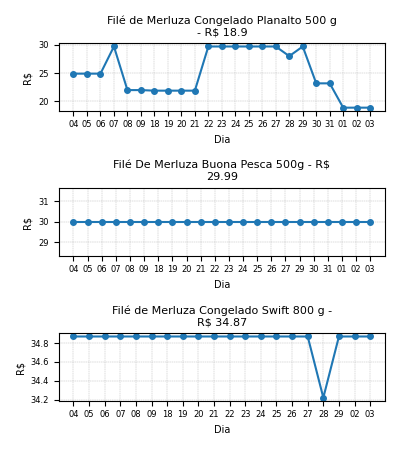 Filé de Merluza Congelado Planalto 500 g
- R$ 18.9
30
25
20
R$
04 05 06 07 08 09 18 19 20 21 22 23 24 25 26 27 28 29 30 31 01 02 03
Dia
Filé De Merluza Buona Pesca 500g - R$
29.99
31
30
29
R$
04 05 06 07 08 09 18 19 20 21 22 23 24 25 26 27 29 30 31 01 02 03
Dia
Filé de Merluza Congelado Swift 800 g -
R$ 34.87
34.8
34.6
34.4
34.2
R$
04 05 06 07 08 09 18 19 20 21 22 23 24 25 26 27 28 29 02 03
Dia